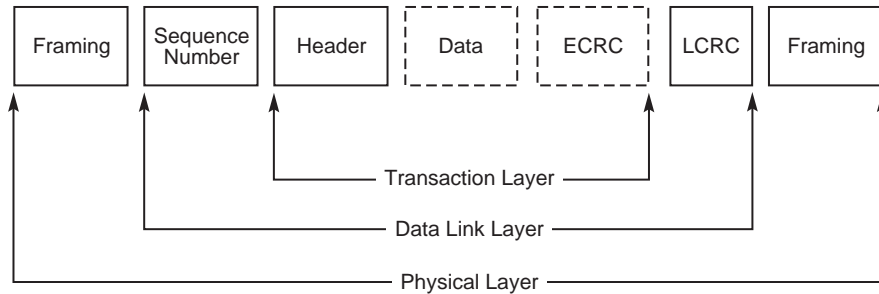 Framing
Sequence
Number
Header
Data
ECRC
LCRC
Framing
Transaction Layer
Data Link Layer
Physical Layer